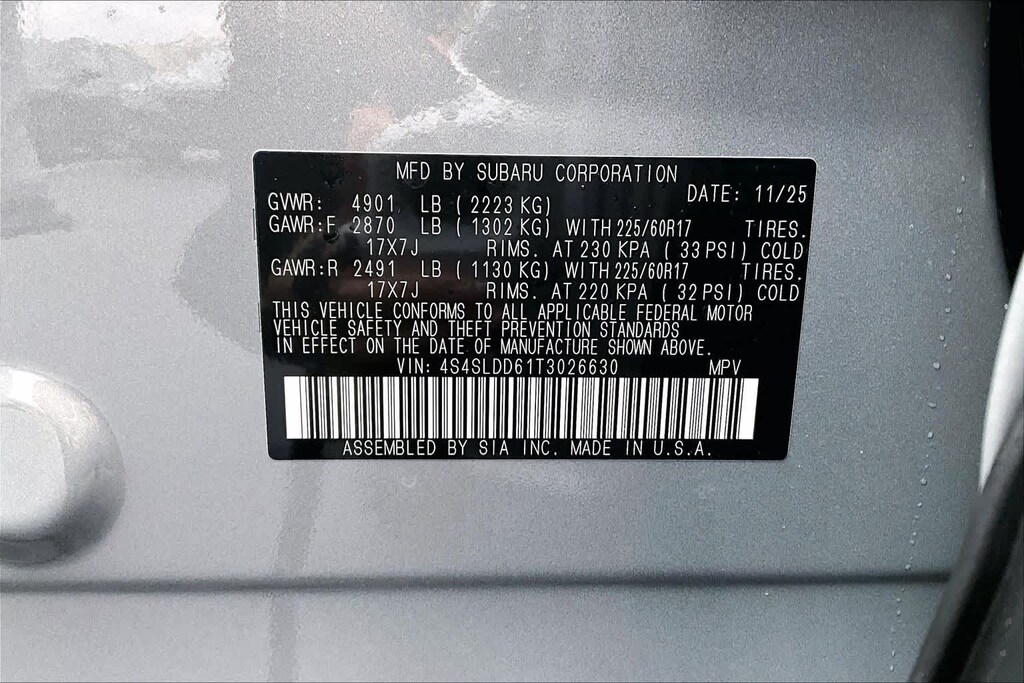 MFD BY SUBARU CORPORATION
DATE: 11/25
GVWR: 4901 LB ( 2223 KG)
GAWR:F 2870 LB ( 1302 KG) WITH 225/60R17 TIRES.
17X7J RIMS. AT 230 KPA ( 33 PSI) COLD
GAWR:R 2491 LB ( 1130 KG) WITH 225/60R17 TIRES.
17X7J RIMS. AT 220 KPA ( 32 PSI) COLD
THIS VEHICLE CONFORMS TO ALL APPLICABLE FEDERAL MOTOR
VEHICLE SAFETY AND THEFT PREVENTION STANDARDS
IN EFFECT ON THE DATE OF MANUFACTURE SHOWN ABOVE.
VIN: 4S4SLDD61T3026630 MPV
ASSEMBLED BY SIA INC. MADE IN U.S.A.